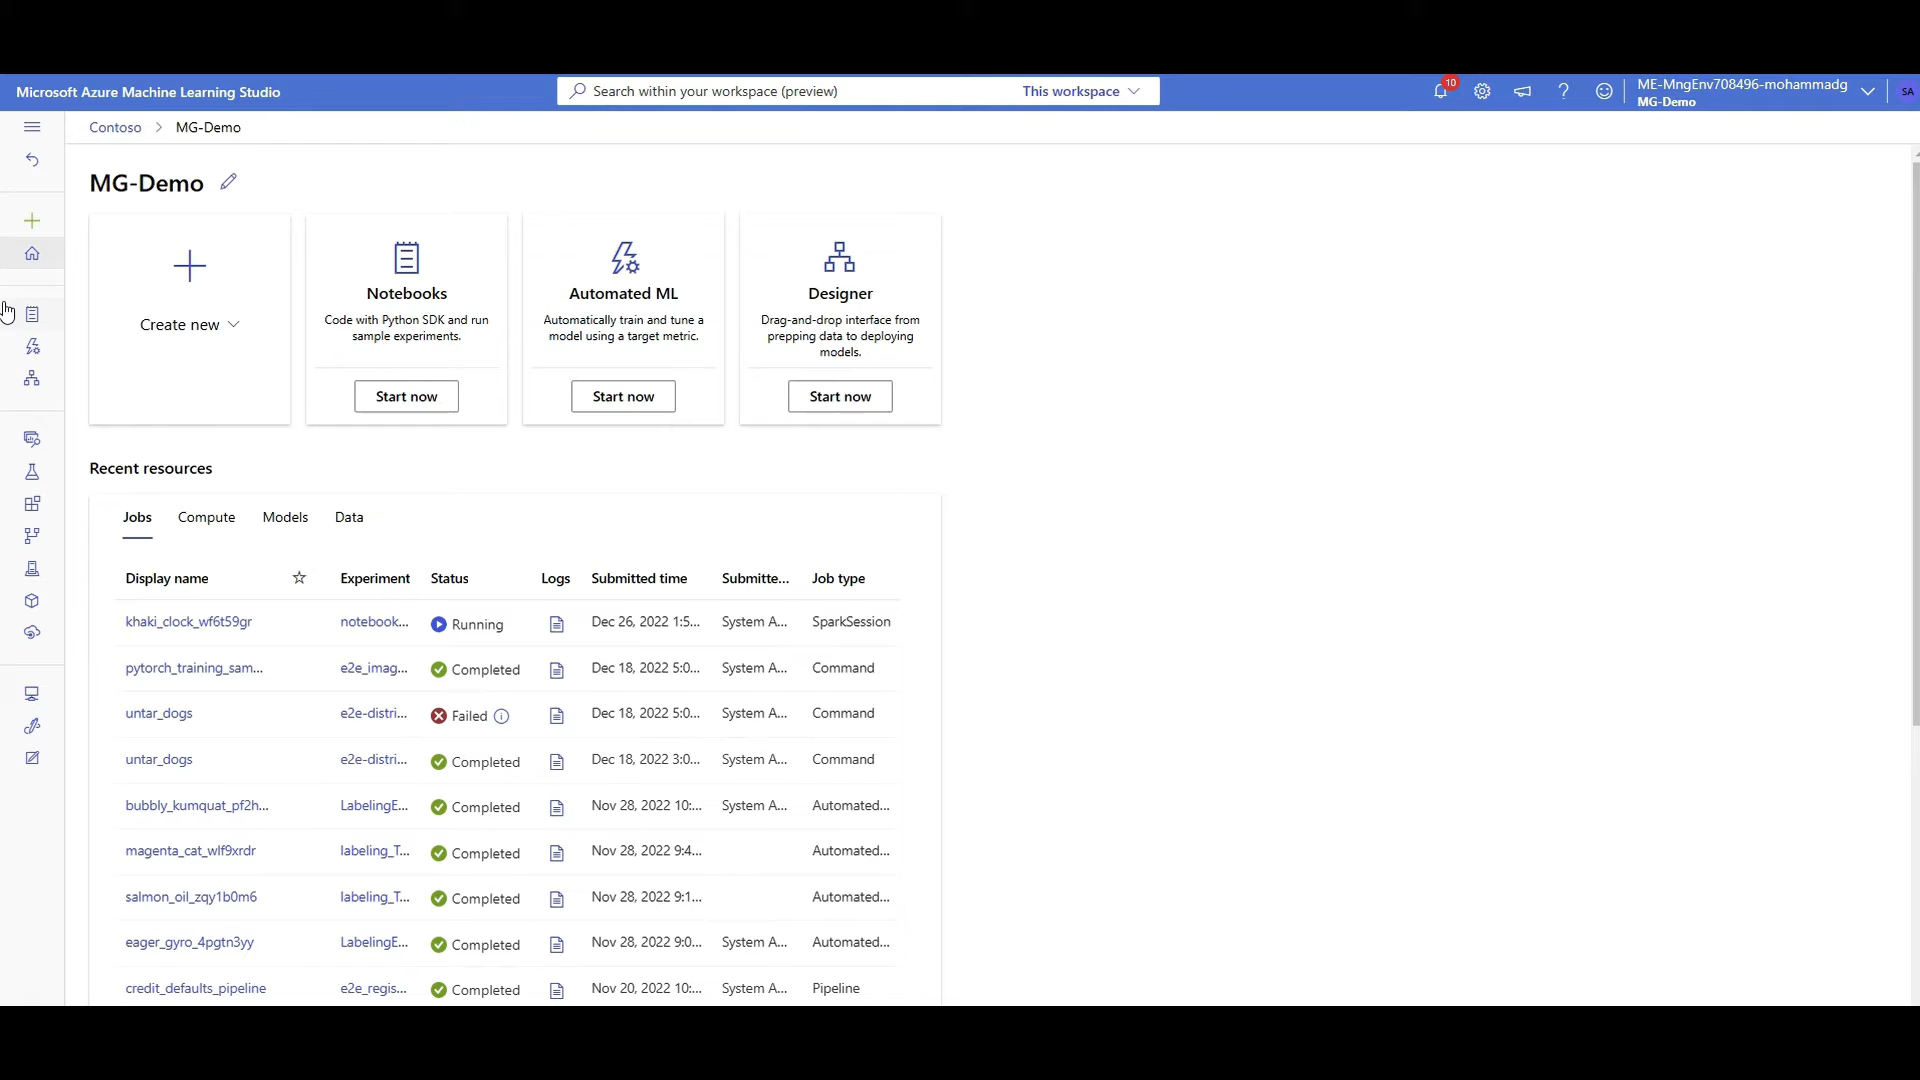 Microsoft Azure Machine Learning Studio
Search within your workspace (preview)
This workspace
10
ME-MngEnv708496-mohammadg
MG-Demo
SA
Contoso > MG-Demo
MG-Demo
Create new
Notebooks
Code with Python SDK and run
sample experiments.
Start now
Automated ML
Automatically train and tune a
model using a target metric.
Start now
Designer
Drag-and-drop interface from
prepping data to deploying
models.
Start now
Recent resources
Jobs Compute Models Data
Display name Experiment Status Logs Submitted time Submitte... Job type
khaki_clock_wf6t59gr notebook... Running Dec 26, 2022 1:5... System A... SparkSession
pytorch_training_sam... e2e_imag... Completed Dec 18, 2022 5:0... System A... Command
untar_dogs e2e-distri... Failed Dec 18, 2022 5:0... System A... Command
untar_dogs e2e-distri... Completed Dec 18, 2022 3:0... System A... Command
bubbly_kumquat_pf2h... LabelingE... Completed Nov 28, 2022 10:... System A... Automated...
magenta_cat_wlf9xrdr labeling_T... Completed Nov 28, 2022 9:4... Automated...
salmon_oil_zqy1b0m6 labeling_T... Completed Nov 28, 2022 9:1... Automated...
eager_gyro_4pgtn3yy LabelingE... Completed Nov 28, 2022 9:0... System A... Automated...
credit_defaults_pipeline e2e_regis... Completed Nov 20, 2022 10:... System A... Pipeline